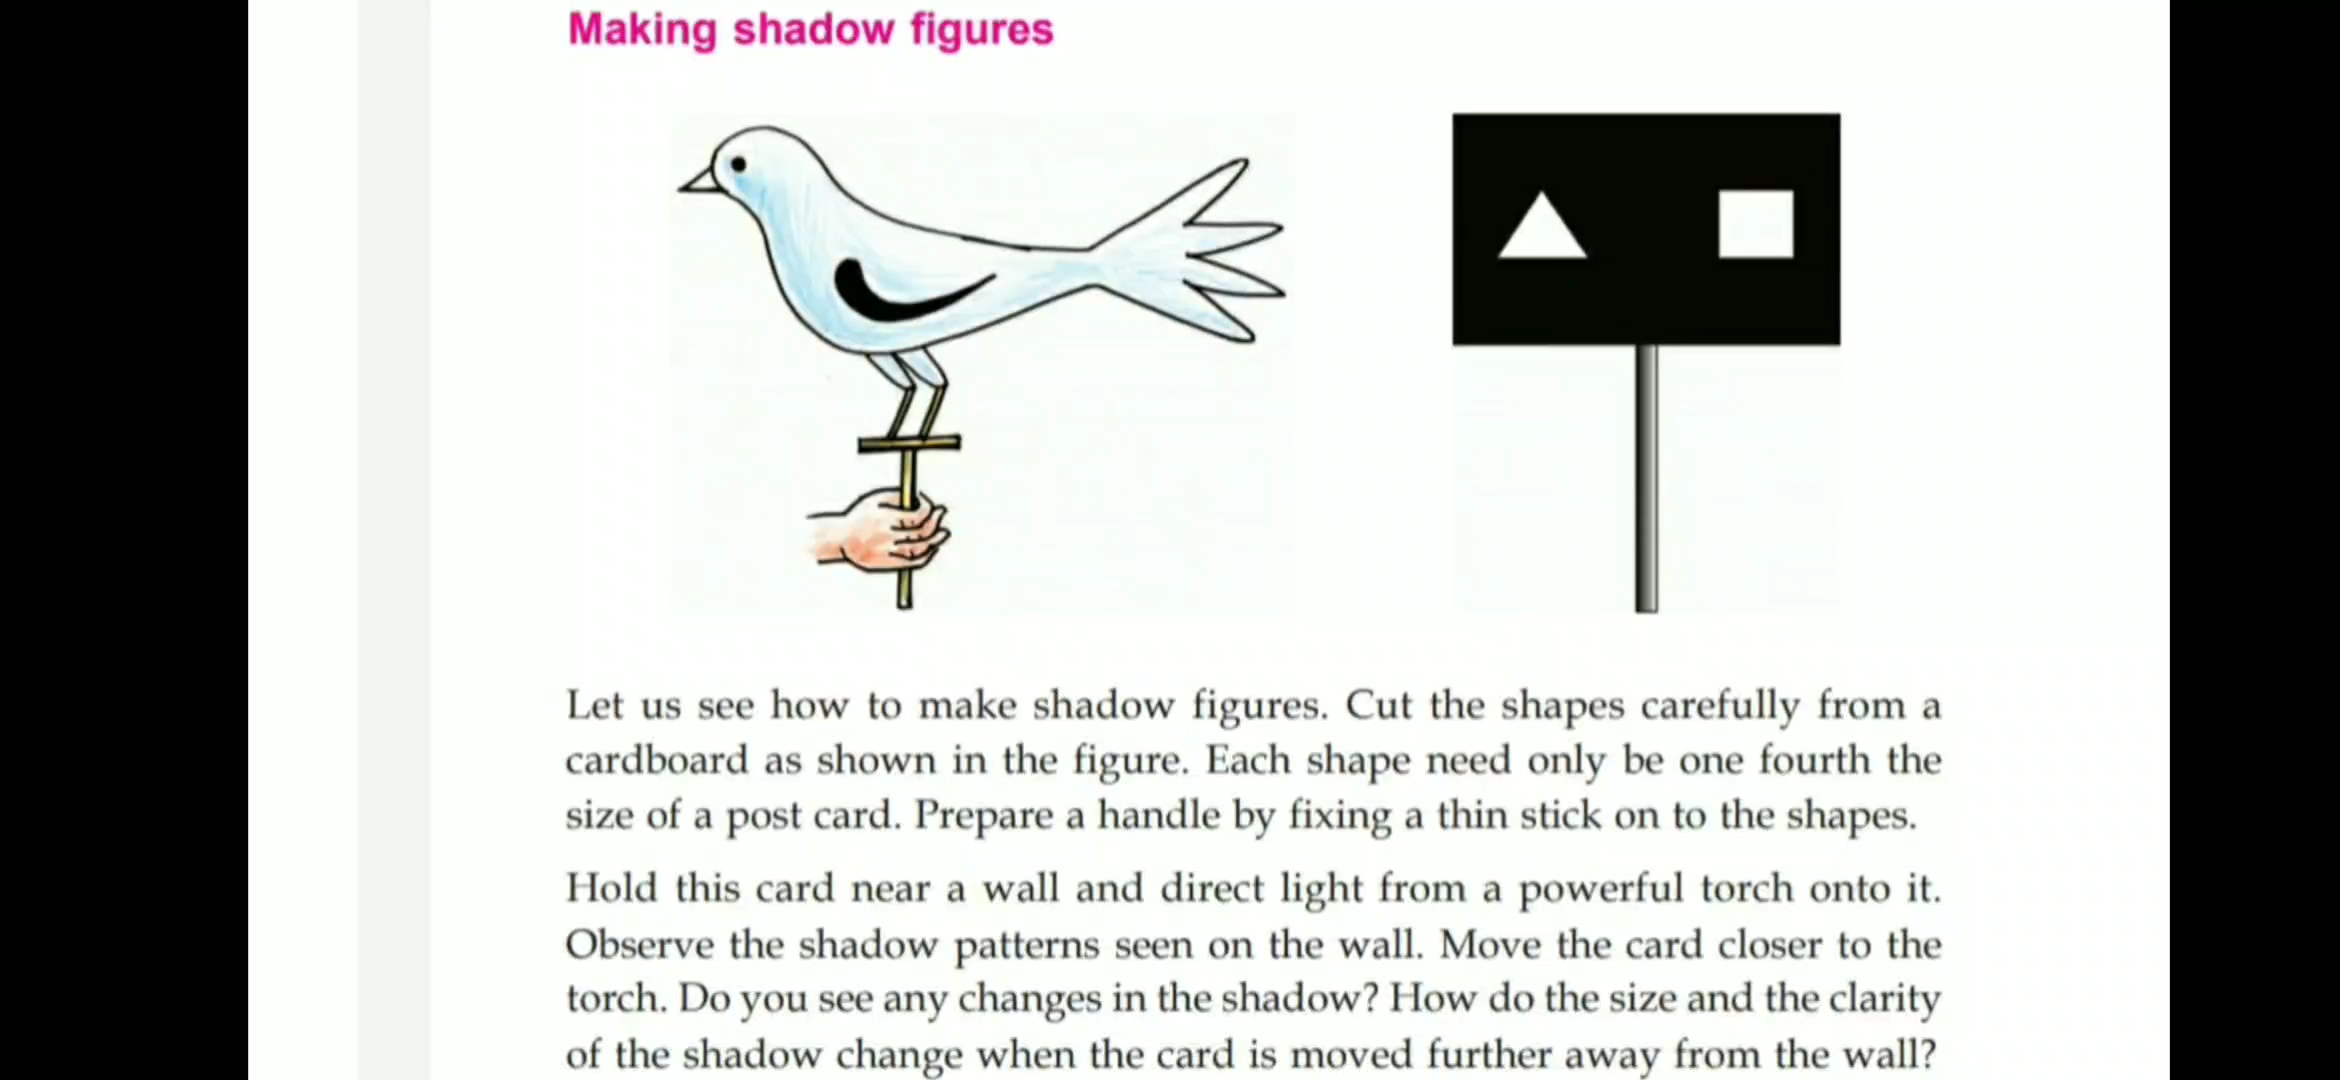 Making shadow figures
Let us see how to make shadow figures. Cut the shapes carefully from a
cardboard as shown in the figure. Each shape need only be one fourth the
size of a post card. Prepare a handle by fixing a thin stick on to the shapes.
Hold this card near a wall and direct light from a powerful torch onto it.
Observe the shadow patterns seen on the wall. Move the card closer to the
torch. Do you see any changes in the shadow? How do the size and the clarity
of the shadow change when the card is moved further away from the wall?